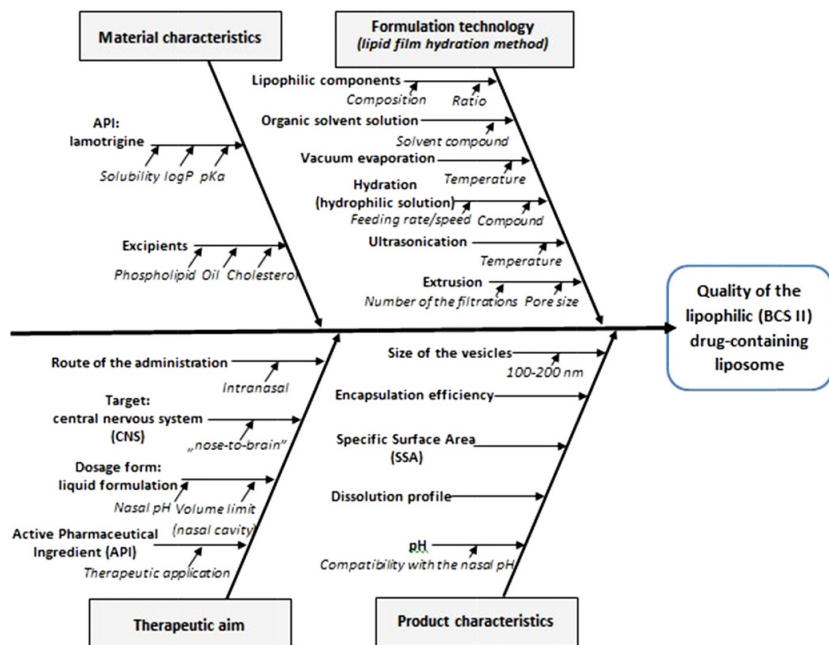 Material characteristics
Formulation technology
(lipid film hydration method)
Lipophilic components
Composition
Ratio
Organic solvent solution
Solvent compound
Vacuum evaporation
Temperature
Hydration
(hydrophilic solution)
Feeding rate/speed
Compound
Ultrasonication
Temperature
Extrusion
Number of the filtrations
Pore size
API:
lamotrigine
Solubility
logP
pKa
Excipients
Phospholipid
Oil
Cholesterol
Quality of the
lipophilic (BCS II)
drug-containing
liposome
Route of the administration
Intranasal
Target:
central nervous system
(CNS)
„nose-to-brain”
Dosage form:
liquid formulation
Nasal pH
Volume limit
(nasal cavity)
Active Pharmaceutical
Ingredient (API)
Therapeutic application
Therapeutic aim
Size of the vesicles
100-200 nm
Encapsulation efficiency
Specific Surface Area
(SSA)
Dissolution profile
pH
Compatibility with the nasal pH
Product characteristics